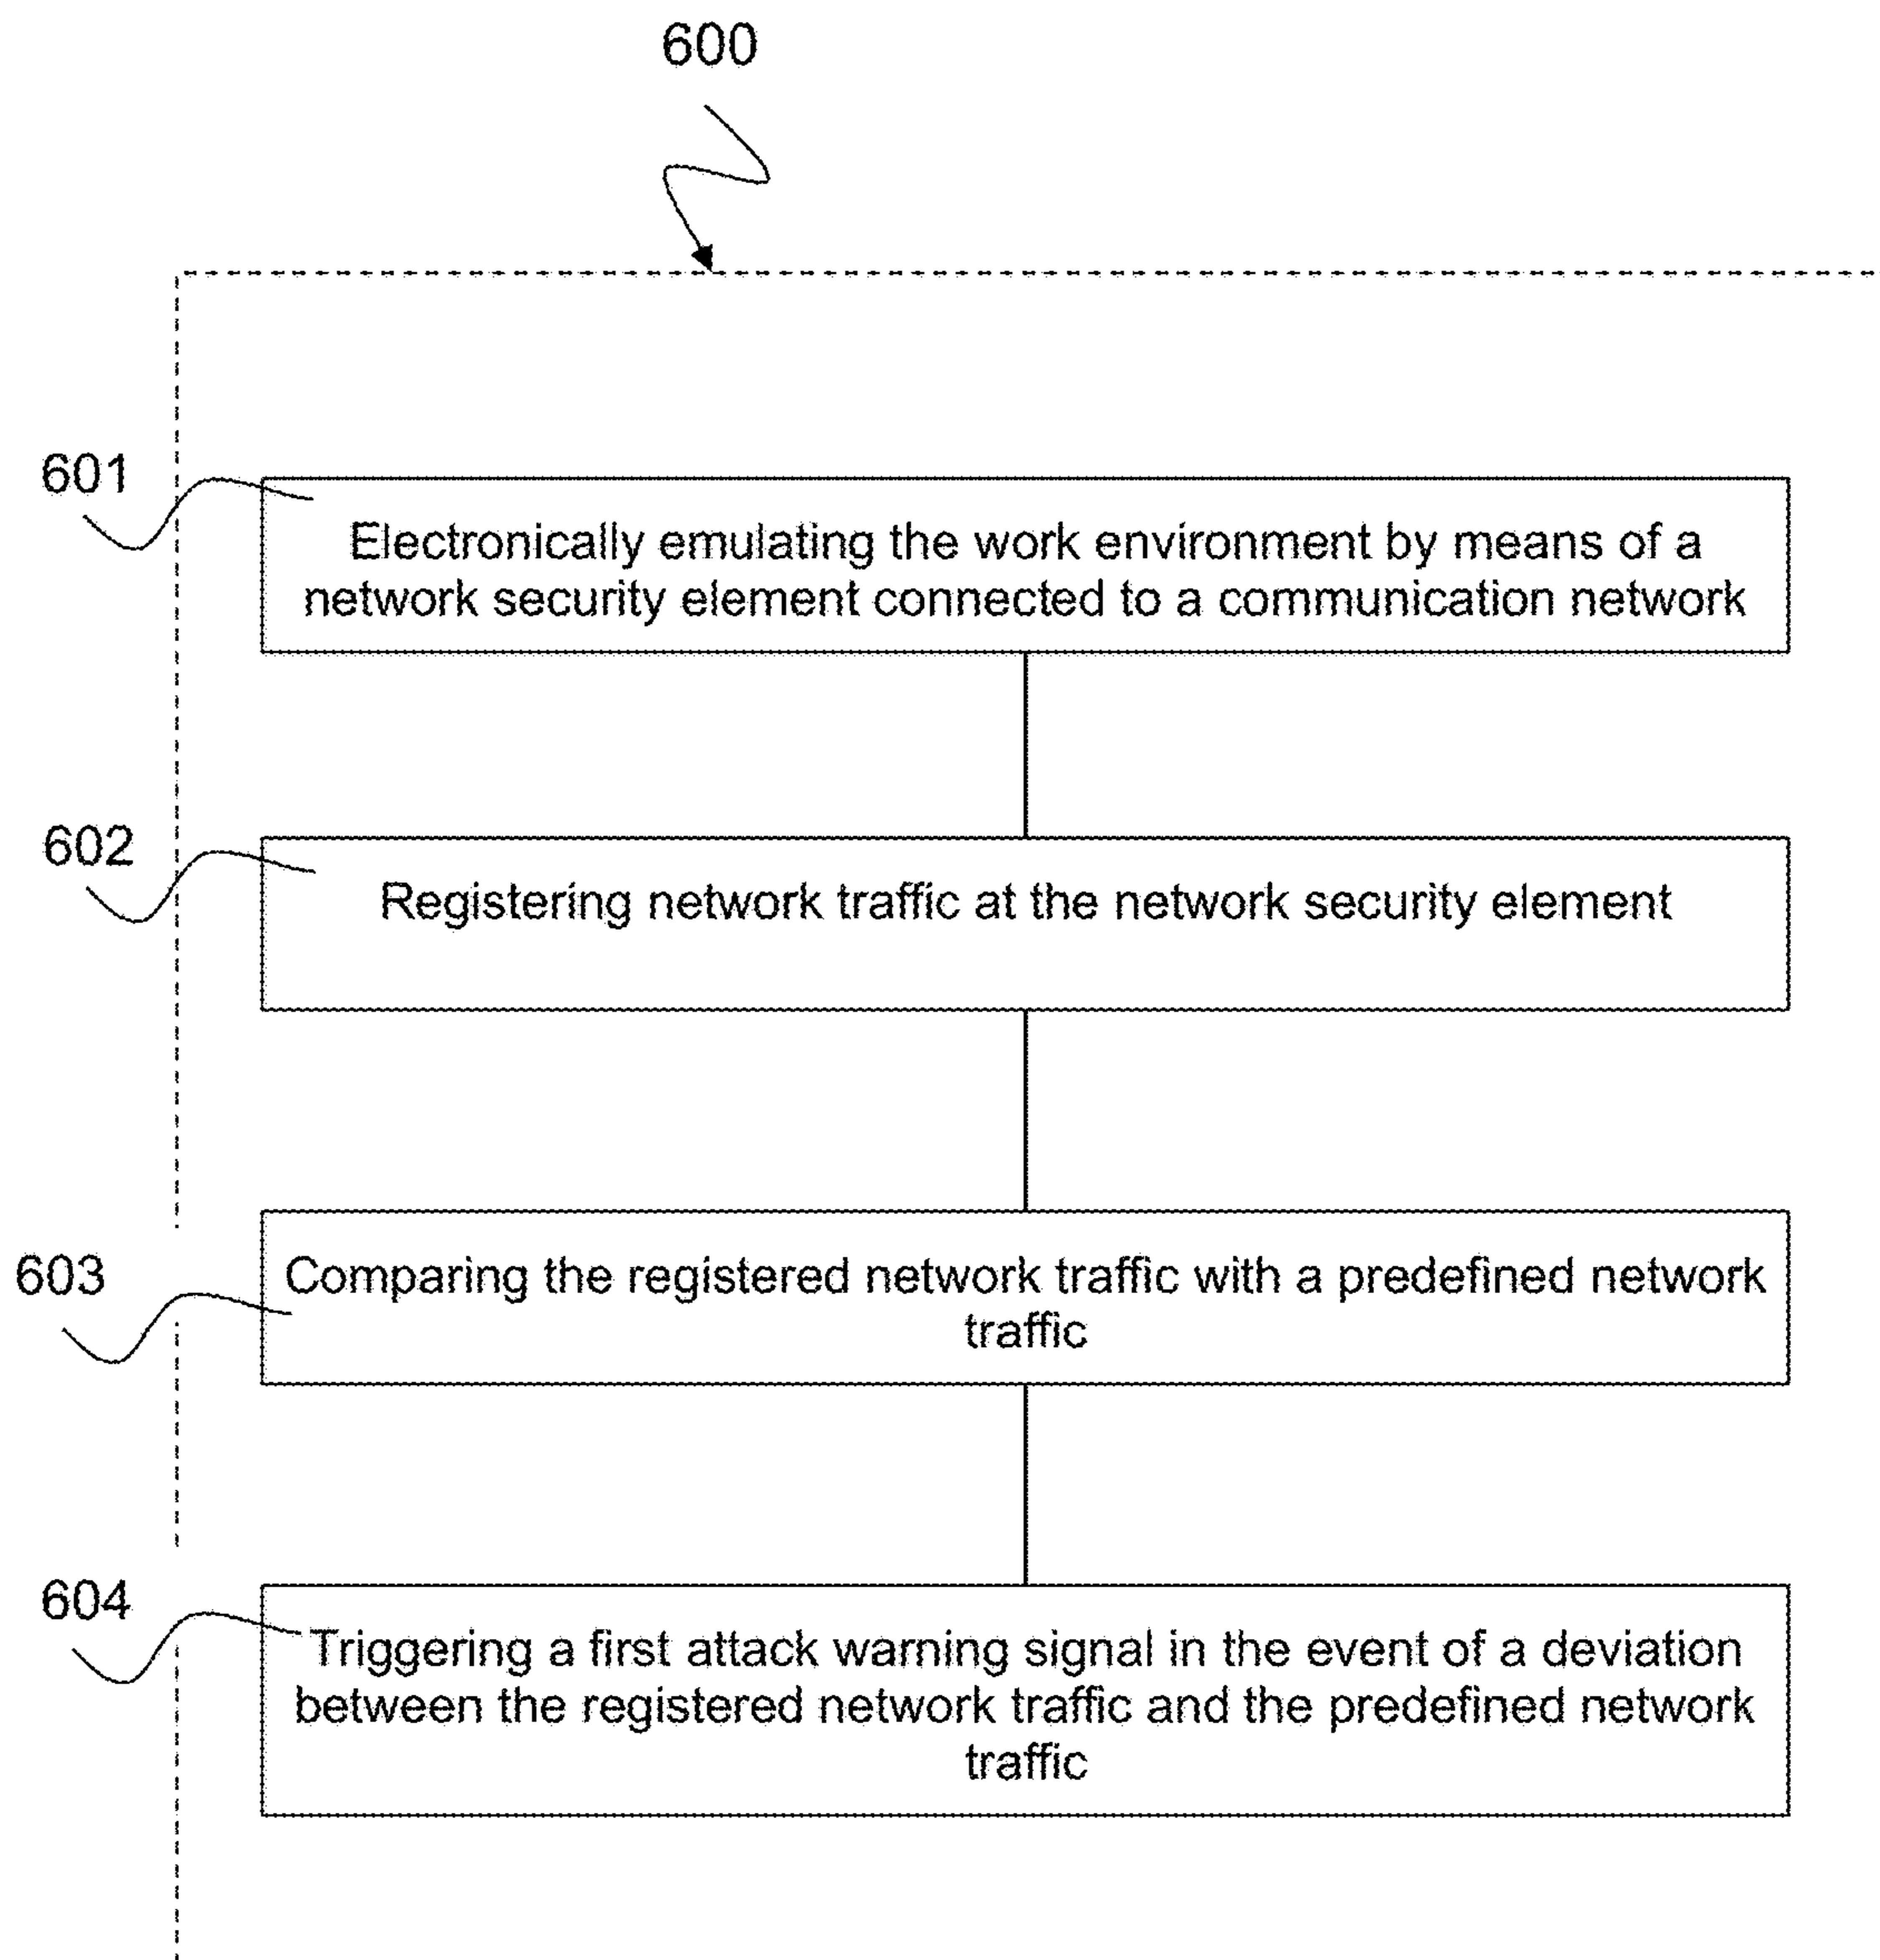 600
601
Electronically emulating the work environment by means of a
network security element connected to a communication network
602
Registering network traffic at the network security element
603
Comparing the registered network traffic with a predefined network
traffic
604
Triggering a first attack warning signal in the event of a deviation
between the registered network traffic and the predefined network
traffic